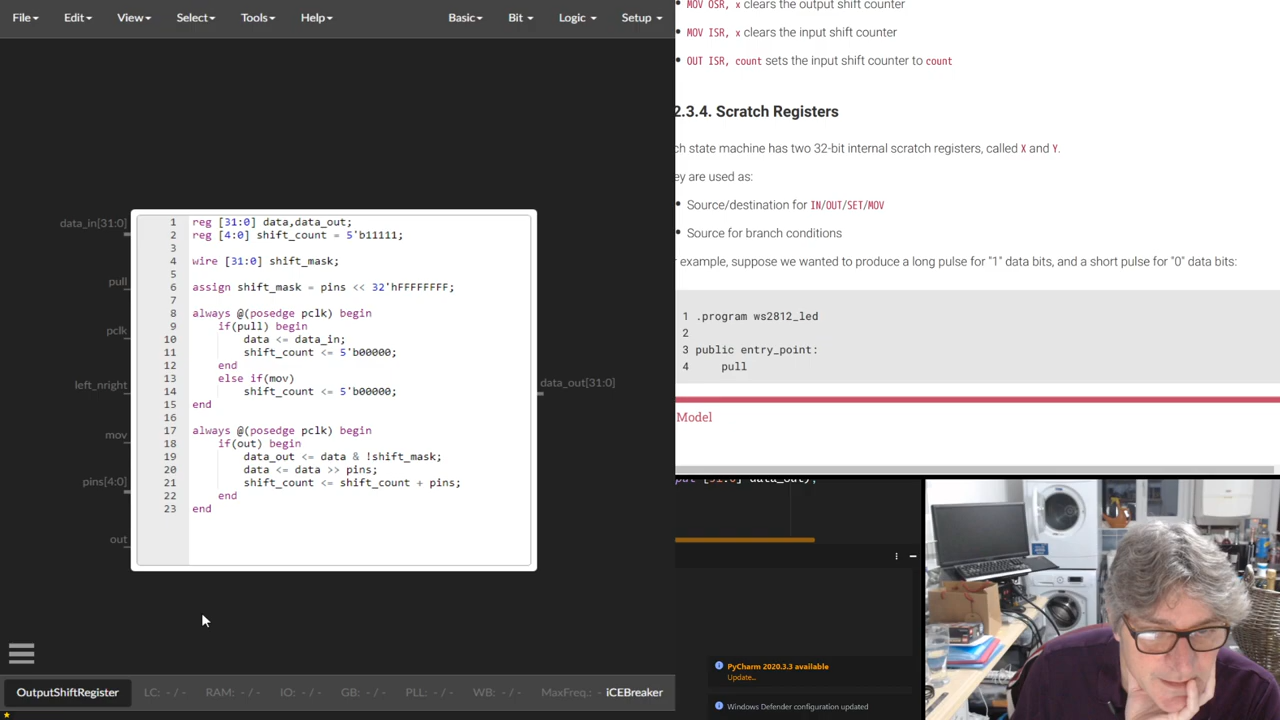 File
Edit
View
Select
Tools
Help
Basic
Bit
Logic
Setup
data_in[31:0]
pull
pclk
left_nright
mov
pins[4:0]
out
1 reg [31:0] data,data_out;
2 reg [4:0] shift_count = 5'b11111;
3
4 wire [31:0] shift_mask;
5
6 assign shift_mask = pins << 32'hFFFFFFFF;
7
8 always @(posedge pclk) begin
9 if(pull) begin
10 data <= data_in;
11 shift_count <= 5'b00000;
12 end
13 else if(mov)
14 shift_count <= 5'b00000;
15 end
16
17 always @(posedge pclk) begin
18 if(out) begin
19 data_out <= data & !shift_mask;
20 data <= data >> pins;
21 shift_count <= shift_count + pins;
22 end
23 end
data_out[31:0]
OutputShiftRegister
LC: - / -
RAM: - / -
IO: - / -
GB: - / -
PLL: - / -
WB: - / -
MaxFreq.: -
iCEBreaker
MOV OSR, x clears the output shift counter
MOV ISR, x clears the input shift counter
OUT ISR, count sets the input shift counter to count
2.3.4. Scratch Registers
ch state machine has two 32-bit internal scratch registers, called X and Y.
ey are used as:
Source/destination for IN/OUT/SET/MOV
Source for branch conditions
r example, suppose we wanted to produce a long pulse for "1" data bits, and a short pulse for "0" data bits:
1 .program ws2812_led
2
3 public entry_point:
4 pull
Model
data_out),
PyCharm 2020.3.3 available
Update...
Windows Defender configuration updated